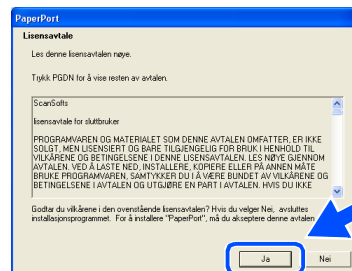 PaperPort
Lisensavtale
Les denne lisensavtalen nøye.
Trykk PGDN for å vise resten av avtalen.
ScanSofts
lisensavtale for sluttbruker
PROGRAMVAREN OG MATERIALET SOM DENNE AVTALEN OMFATTER, ER IKKE
SOLGT, MEN LISENSIERT OG BARE TILGJENGELIG FOR BRUK I HENHOLD TIL
VILKÅRENE OG BETINGELSENE I DENNE LISENSAVTALEN. LES NØYE GJENNOM
AVTALEN. VED Å LASTE NED, INSTALLERE, KOPIERE ELLER PÅ ANNEN MÅTE
BRUKE PROGRAMVAREN, SAMTYKKER DU I Å VÆRE BUNDET AV VILKÅRENE OG
BETINGELSENE I AVTALEN OG UTGJØRE EN PART I AVTALEN. HVIS DU IKKE
Godtar du vilkårene i den ovenstående lisensavtalen? Hvis du velger Nei, avsluttes
installasjonsprogrammet. For å installere "PaperPort", må du akseptere denne avtalen
Ja
Nei